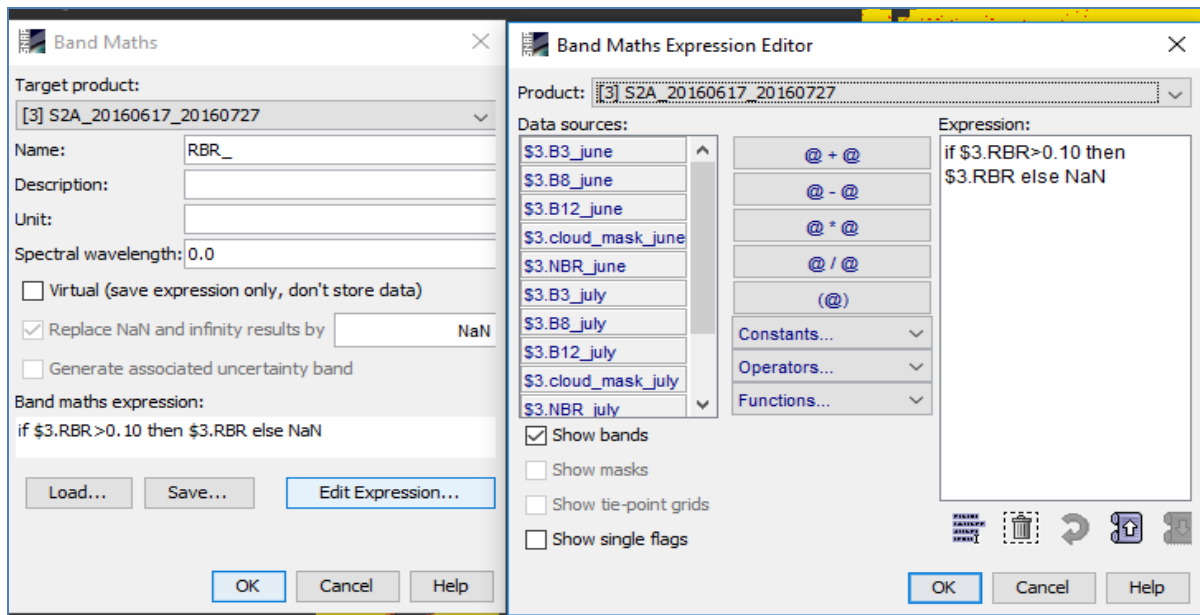 Band Maths
Target product:
[3] S2A_20160617_20160727
Name: RBR_
Description:
Unit:
Spectral wavelength: 0.0
Virtual (save expression only, don't store data)
Replace NaN and infinity results by NaN
Generate associated uncertainty band
Band maths expression:
if $3.RBR>0.10 then $3.RBR else NaN
Load... Save... Edit Expression...
OK Cancel Help
Band Maths Expression Editor
Product: [3] S2A_20160617_20160727
Data sources:
$3.B3_june
$3.B8_june
$3.B12_june
$3.cloud_mask_june
$3.NBR_june
$3.B3_july
$3.B8_july
$3.B12_july
$3.cloud_mask_july
$3.NBR_july
Show bands
Show masks
Show tie-point grids
Show single flags
@ + @
@ - @
@ * @
@ / @
(@)
Constants...
Operators...
Functions...
Expression:
if $3.RBR>0.10 then
$3.RBR else NaN
OK Cancel Help